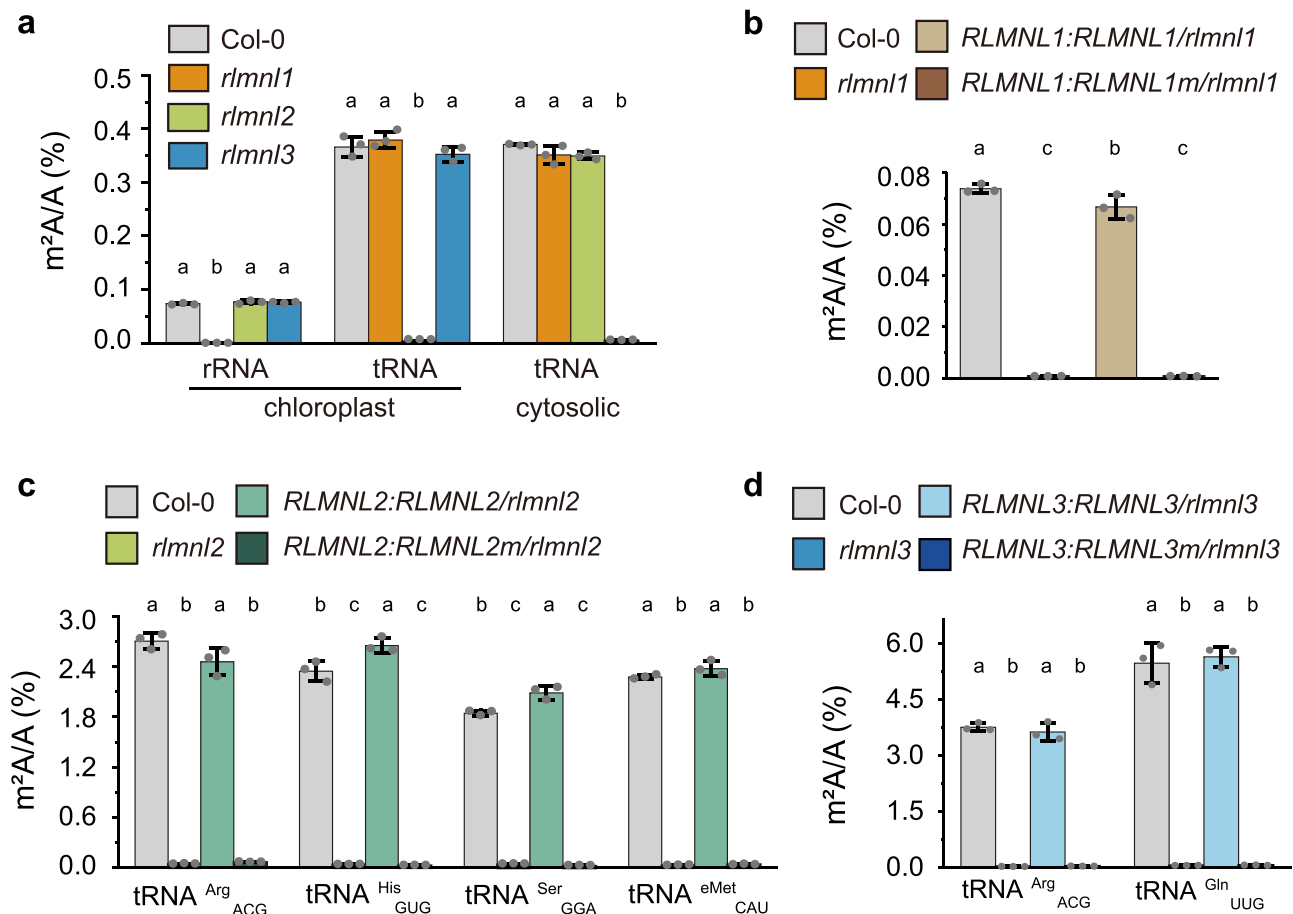 a
Col-0
rlmnl1
rlmnl2
rlmnl3
m²A/A (%)
0.5
0.4
0.3
0.2
0.1
0.0
a b a a
a a b a
a a a b
rRNA tRNA tRNA
chloroplast cytosolic
b
Col-0 RLMNL1:RLMNL1/rlmnl1
rlmnl1 RLMNL1:RLMNL1m/rlmnl1
m²A/A (%)
a c b c
0.08
0.06
0.04
0.02
0.00
c
Col-0 RLMNL2:RLMNL2/rlmnl2
rlmnl2 RLMNL2:RLMNL2m/rlmnl2
m²A/A (%)
a b a b b c a c b c a c a b a b
3.0
2.4
1.8
1.2
0.6
0.0
tRNA Arg ACG tRNA His GUG tRNA Ser GGA tRNA eMet CAU
d
Col-0 RLMNL3:RLMNL3/rlmnl3
rlmnl3 RLMNL3:RLMNL3m/rlmnl3
m²A/A (%)
a b a b
a b a b
6.0
4.5
3.0
1.5
0.0
tRNA Arg ACG tRNA Gln UUG